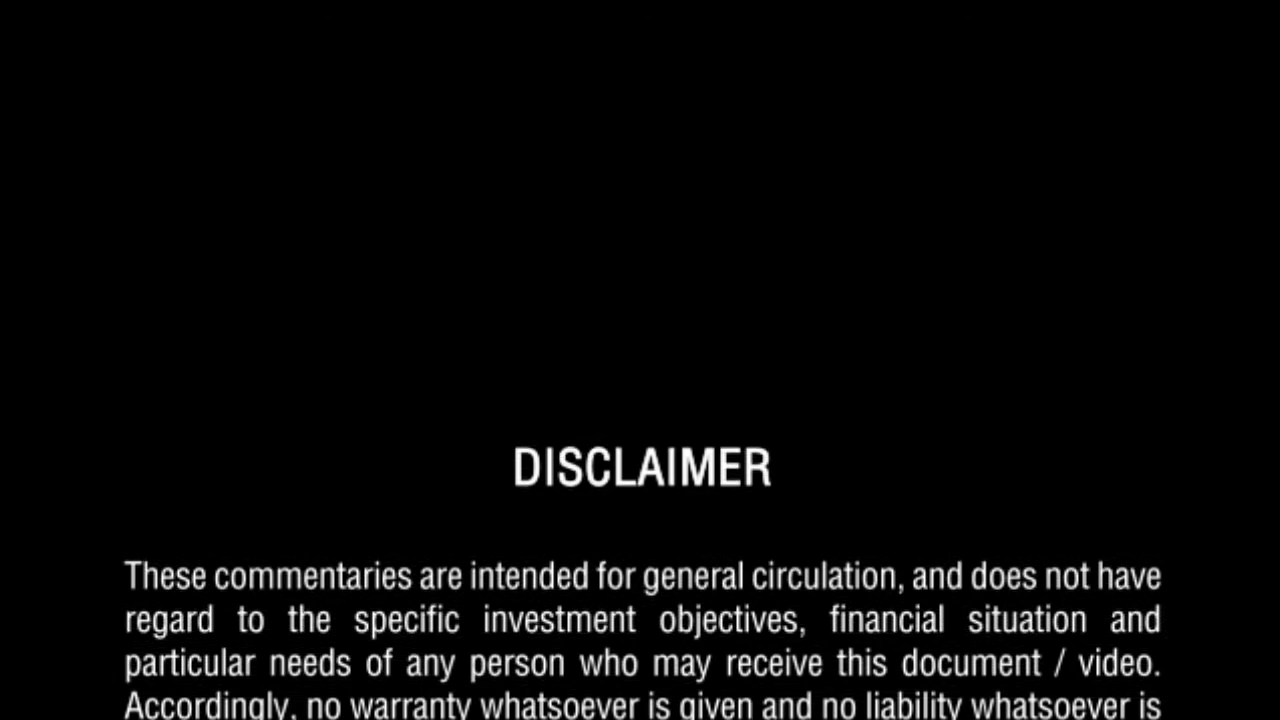 DISCLAIMER
These commentaries are intended for general circulation, and does not have
regard to the specific investment objectives, financial situation and
particular needs of any person who may receive this document / video.
Accordingly, no warranty whatsoever is given and no liability whatsoever is